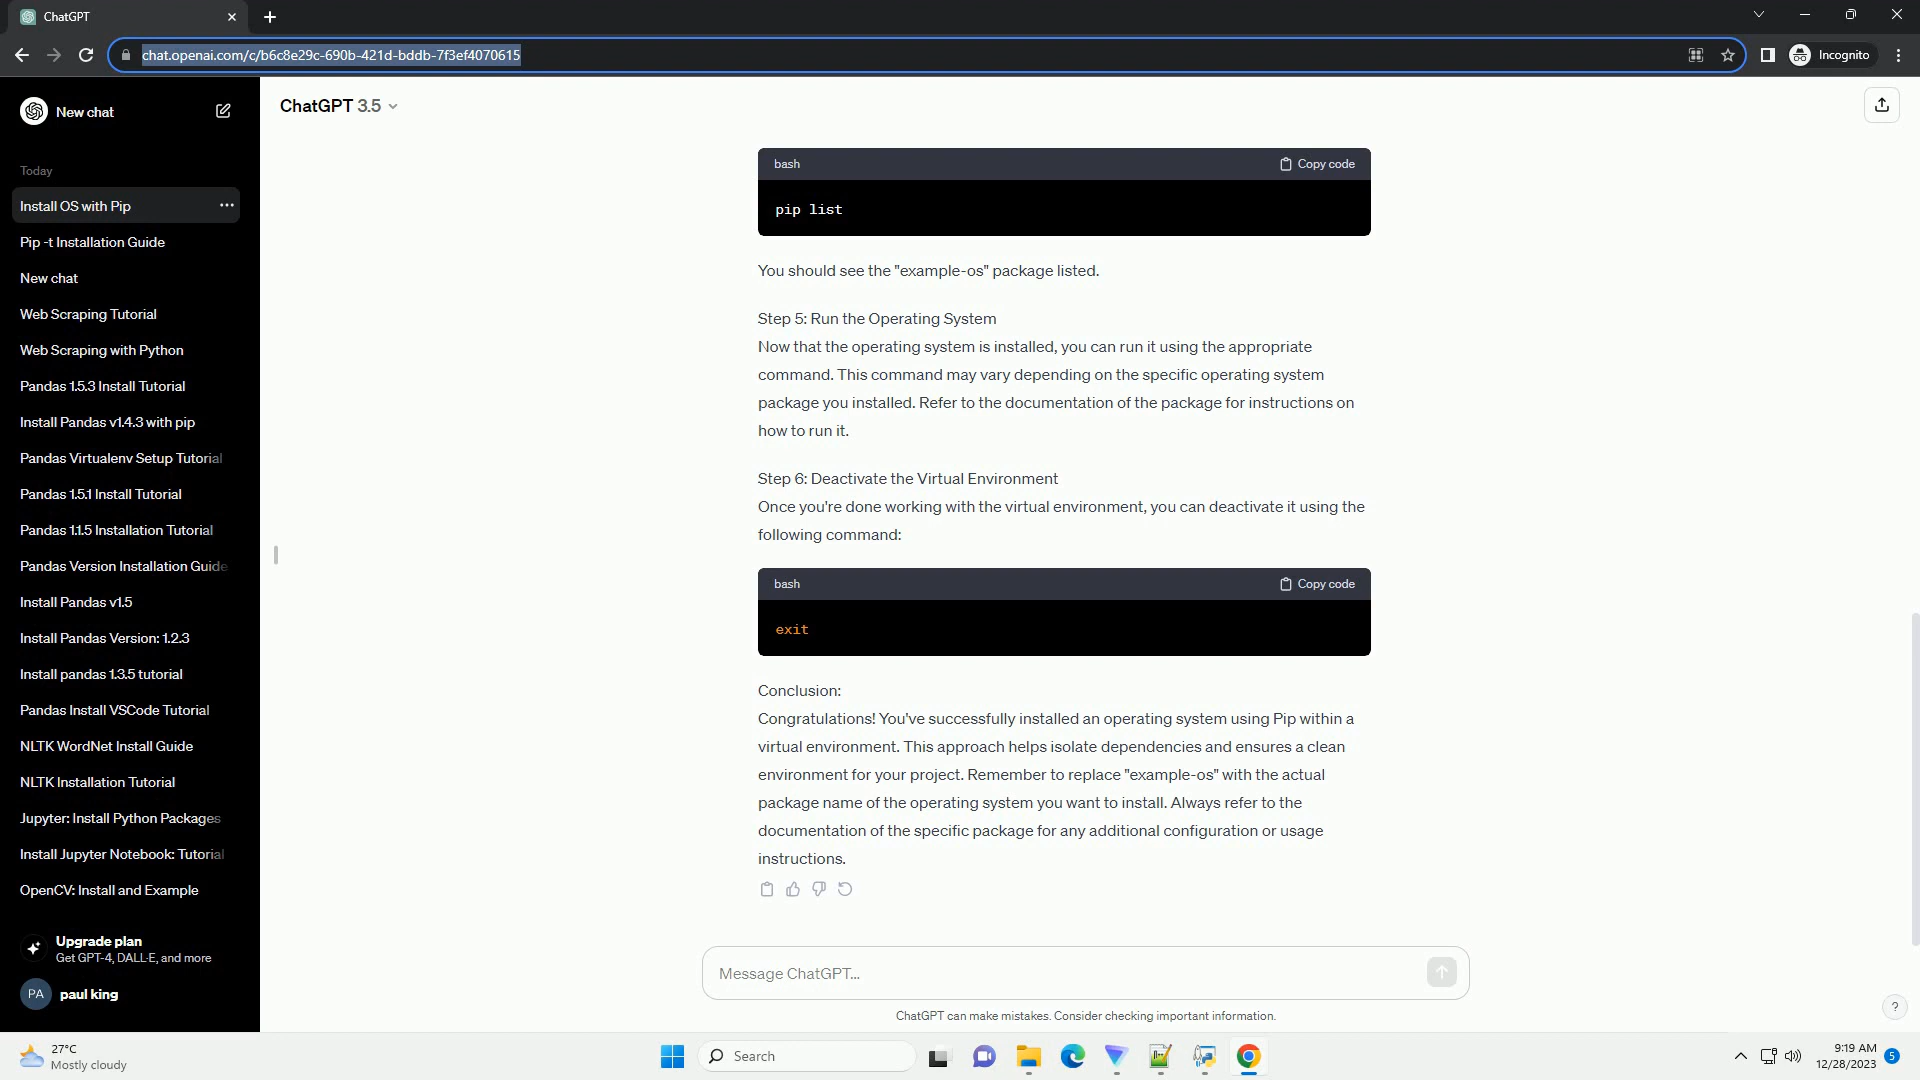 ChatGPT
chat.openai.com/c/b6c8e29c-690b-421d-bddb-7f3ef4070615
Incognito
New chat
Today
Install OS with Pip
Pip -t Installation Guide
New chat
Web Scraping Tutorial
Web Scraping with Python
Pandas 1.5.3 Install Tutorial
Install Pandas v1.4.3 with pip
Pandas Virtualenv Setup Tutorial
Pandas 1.5.1 Install Tutorial
Pandas 1.1.5 Installation Tutorial
Pandas Version Installation Guide
Install Pandas v1.5
Install Pandas Version: 1.2.3
Install pandas 1.3.5 tutorial
Pandas Install VSCode Tutorial
NLTK WordNet Install Guide
NLTK Installation Tutorial
Jupyter: Install Python Packages
Install Jupyter Notebook: Tutorial
OpenCV: Install and Example
Upgrade plan
Get GPT-4, DALL·E, and more
PA
paul king
ChatGPT 3.5
bash
Copy code
pip list
You should see the "example-os" package listed.
Step 5: Run the Operating System
Now that the operating system is installed, you can run it using the appropriate
command. This command may vary depending on the specific operating system
package you installed. Refer to the documentation of the package for instructions on
how to run it.
Step 6: Deactivate the Virtual Environment
Once you're done working with the virtual environment, you can deactivate it using the
following command:
bash
Copy code
exit
Conclusion:
Congratulations! You've successfully installed an operating system using Pip within a
virtual environment. This approach helps isolate dependencies and ensures a clean
environment for your project. Remember to replace "example-os" with the actual
package name of the operating system you want to install. Always refer to the
documentation of the specific package for any additional configuration or usage
instructions.
Message ChatGPT...
ChatGPT can make mistakes. Consider checking important information.
?
27°C
Mostly cloudy
Search
9:19 AM
12/28/2023
5